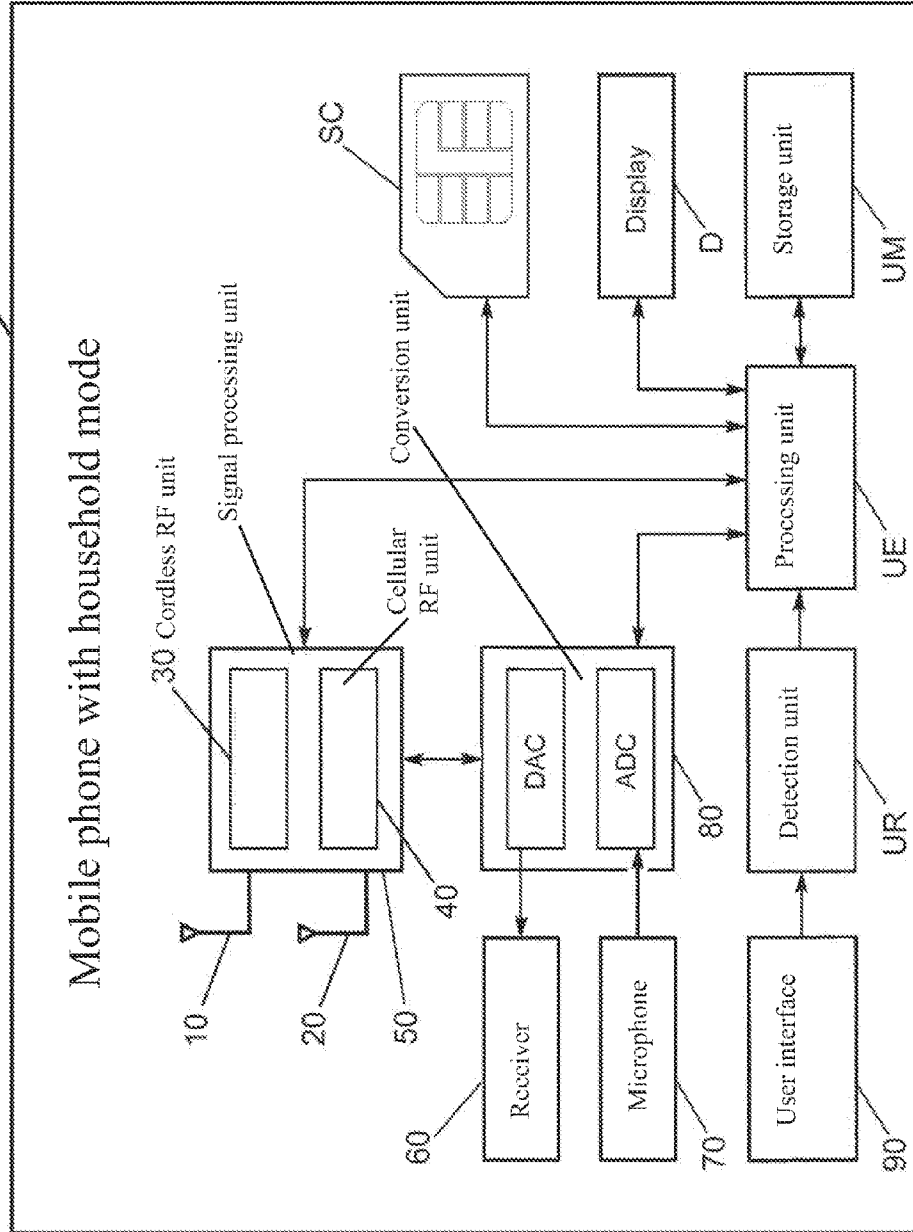 Mobile phone with household mode
30 Cordless RF unit
Signal processing unit
Cellular
RF unit
Conversion unit
SC
10
20
50
40
DAC
ADC
80
Display
D
60
Receiver
Microphone
70
User interface
90
Detection unit
UR
Processing unit
UE
Storage unit
UM